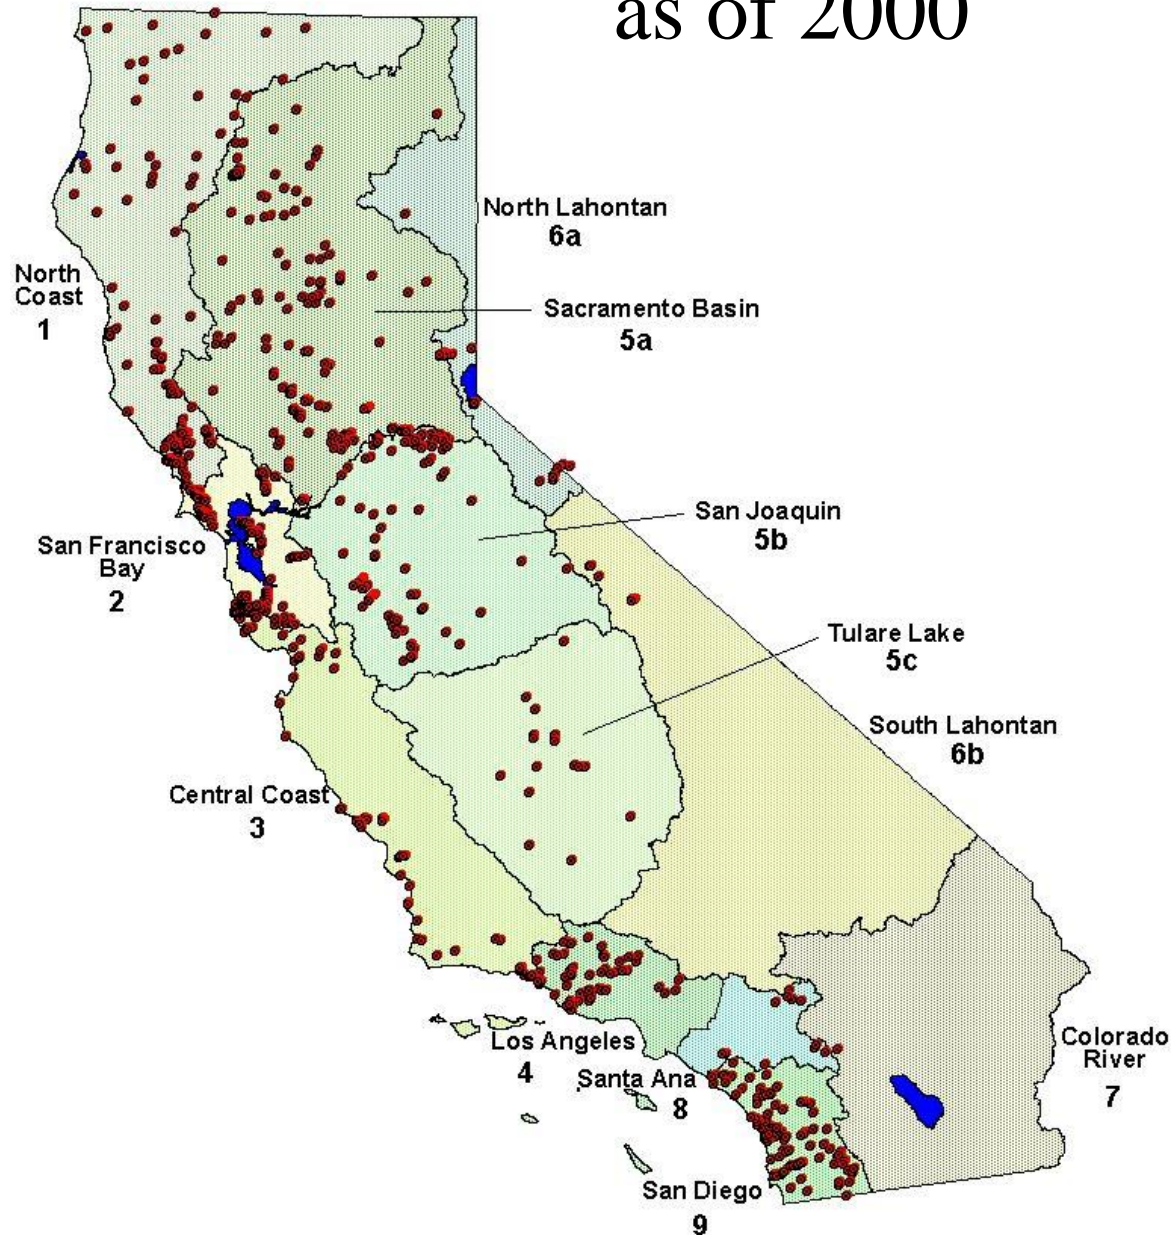 as of 2000
North Lahontan
6a
North
Coast
1
Sacramento Basin
5a
San Joaquin
5b
San Francisco
Bay
2
Tulare Lake
5c
South Lahontan
6b
Central Coast
3
Los Angeles
4
Santa Ana
8
Colorado
River
7
San Diego
9